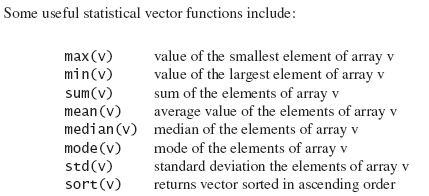 Some useful statistical vector functions include:
max(v) value of the smallest element of array v
min(v) value of the largest element of array v
sum(v) sum of the elements of array v
mean(v) average value of the elements of array v
median(v) median of the elements of array v
mode(v) mode of the elements of array v
std(v) standard deviation the elements of array v
sort(v) returns vector sorted in ascending order